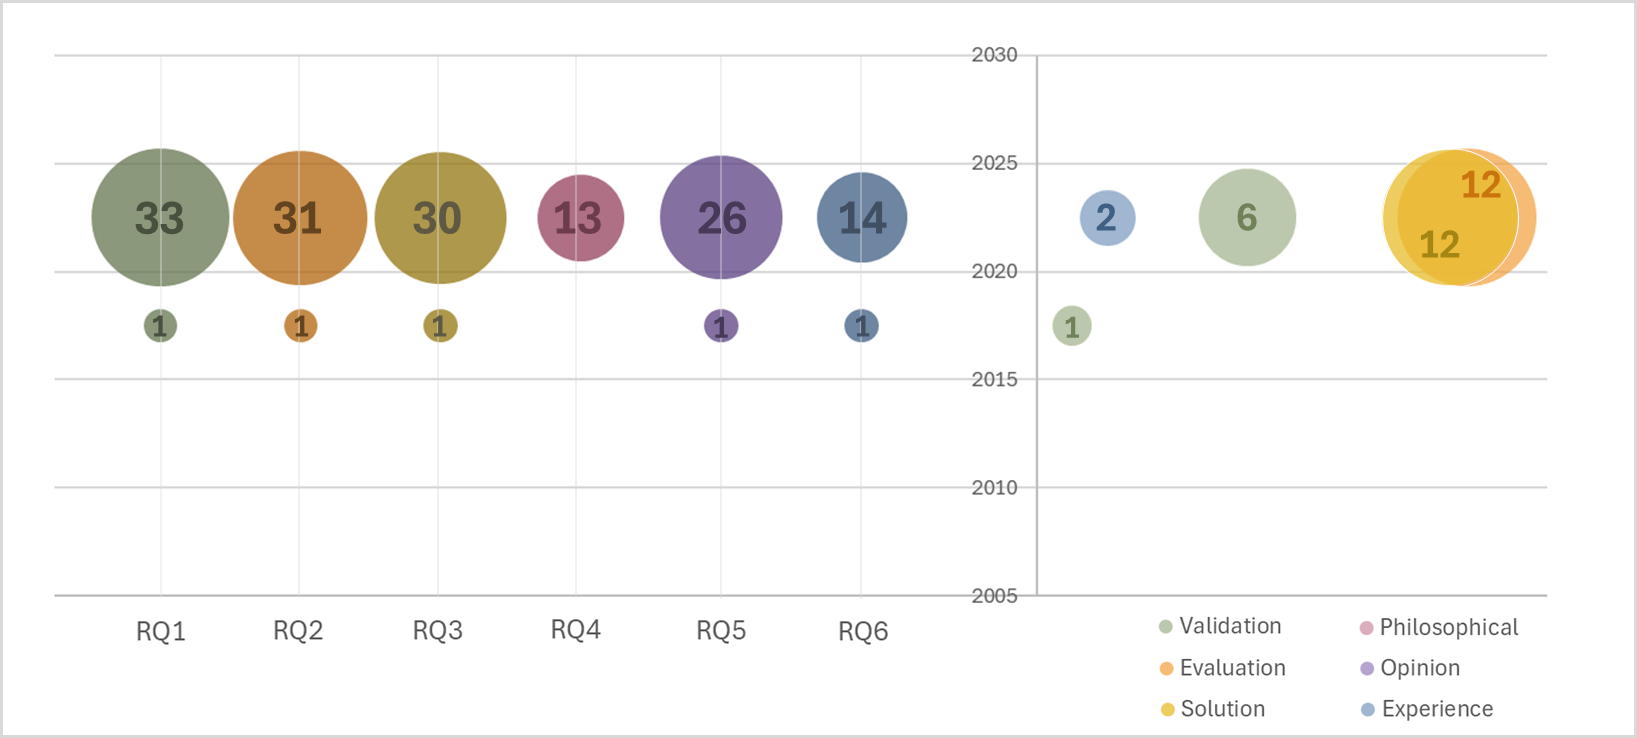 2030
2025
33
31
30
13
26
14
2
6
12
12
2020
1
1
1
1
1
1
2015
2010
2005
RQ1
RQ2
RQ3
RQ4
RQ5
RQ6
Validation
Philosophical
Evaluation
Opinion
Solution
Experience